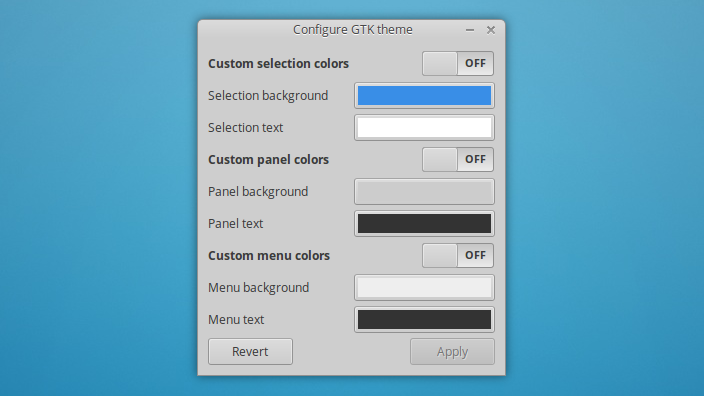 Configure GTK theme
Custom selection colors OFF
Selection background
Selection text
Custom panel colors OFF
Panel background
Panel text
Custom menu colors OFF
Menu background
Menu text
Revert Apply